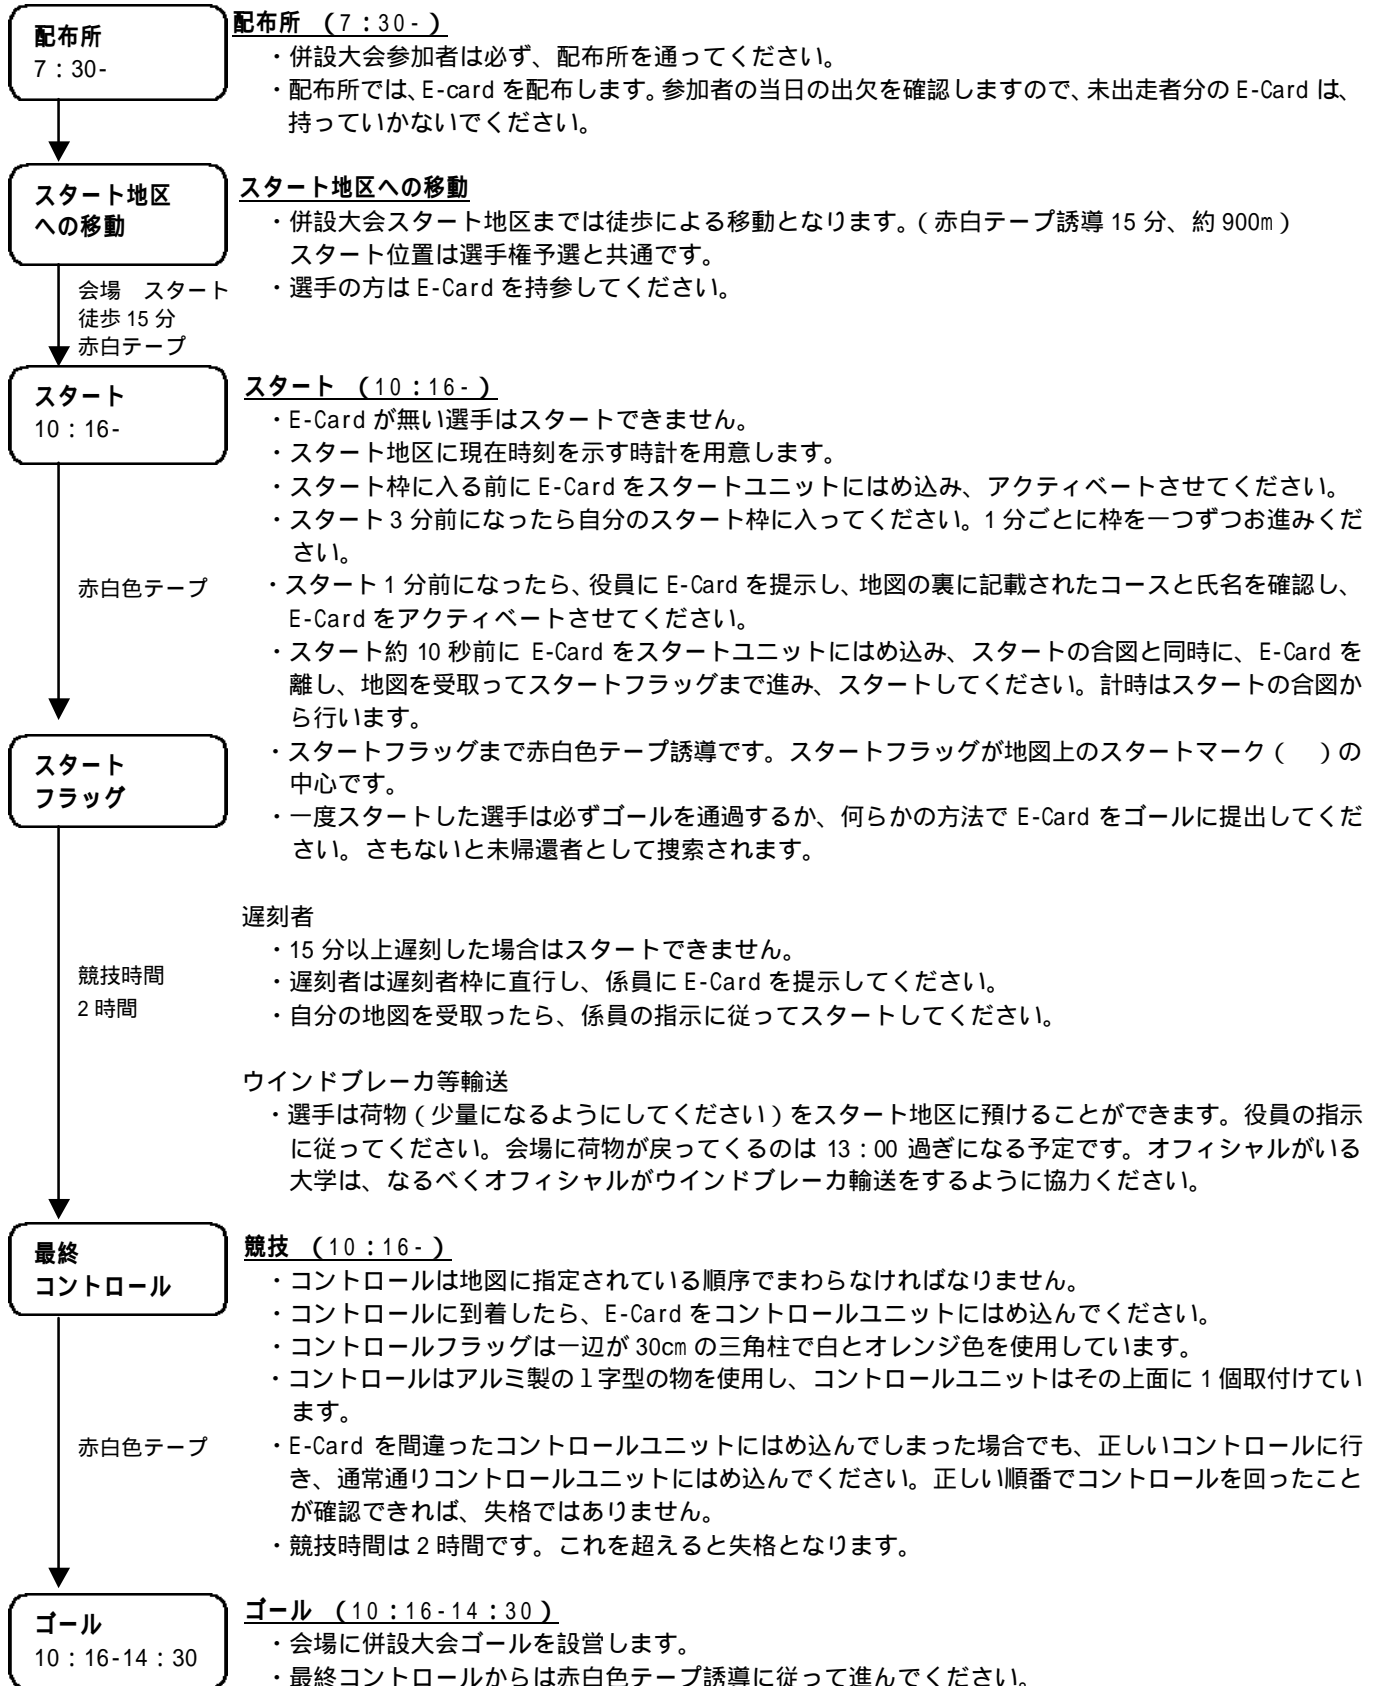 配布所
7：30-
配布所 （7：30-）
・併設大会参加者は必ず、配布所を通ってください。
・配布所では、E-card を配布します。参加者の当日の出欠を確認しますので、未出走者分の E-Card は、
持っていかないでください。
スタート地区
への移動
スタート地区への移動
・併設大会スタート地区までは徒歩による移動となります。（赤白テープ誘導 15 分、約 900m）
スタート位置は選手権予選と共通です。
・選手の方は E-Card を持参してください。
会場　スタート
徒歩 15 分
赤白テープ
スタート
10：16-
スタート （10：16-）
・E-Card が無い選手はスタートできません。
・スタート地区に現在時刻を示す時計を用意します。
・スタート枠に入る前に E-Card をスタートユニットにはめ込み、アクティベートさせてください。
・スタート 3 分前になったら自分のスタート枠に入ってください。1 分ごとに枠を一つずつお進みくだ
さい。
赤白色テープ
・スタート 1 分前になったら、役員に E-Card を提示し、地図の裏に記載されたコースと氏名を確認し、
E-Card をアクティベートさせてください。
・スタート約 10 秒前に E-Card をスタートユニットにはめ込み、スタートの合図と同時に、E-Card を
離し、地図を受取ってスタートフラッグまで進み、スタートしてください。計時はスタートの合図か
ら行います。
スタート
フラッグ
・スタートフラッグまで赤白色テープ誘導です。スタートフラッグが地図上のスタートマーク（　）の
中心です。
・一度スタートした選手は必ずゴールを通過するか、何らかの方法で E-Card をゴールに提出してくだ
さい。さもないと未帰還者として捜索されます。
遅刻者
・15 分以上遅刻した場合はスタートできません。
・遅刻者は遅刻者枠に直行し、係員に E-Card を提示してください。
・自分の地図を受取ったら、係員の指示に従ってスタートしてください。
競技時間
2 時間
ウインドブレーカ等輸送
・選手は荷物（少量になるようにしてください）をスタート地区に預けることができます。役員の指示
に従ってください。会場に荷物が戻ってくるのは 13：00 過ぎになる予定です。オフィシャルがいる
大学は、なるべくオフィシャルがウインドブレーカ輸送をするように協力ください。
最終
コントロール
競技 （10：16-）
・コントロールは地図に指定されている順序でまわらなければなりません。
・コントロールに到着したら、E-Card をコントロールユニットにはめ込んでください。
・コントロールフラッグは一辺が 30cm の三角柱で白とオレンジ色を使用しています。
・コントロールはアルミ製の l 字型の物を使用し、コントロールユニットはその上面に 1 個取付けてい
ます。
赤白色テープ
・E-Card を間違ったコントロールユニットにはめ込んでしまった場合でも、正しいコントロールに行
き、通常通りコントロールユニットにはめ込んでください。正しい順番でコントロールを回ったこと
が確認できれば、失格ではありません。
・競技時間は 2 時間です。これを超えると失格となります。
ゴール
10：16-14：30
ゴール （10：16-14：30）
・会場に併設大会ゴールを設営します。
・最終コントロールからは赤白色テープ誘導に従って進んでください。